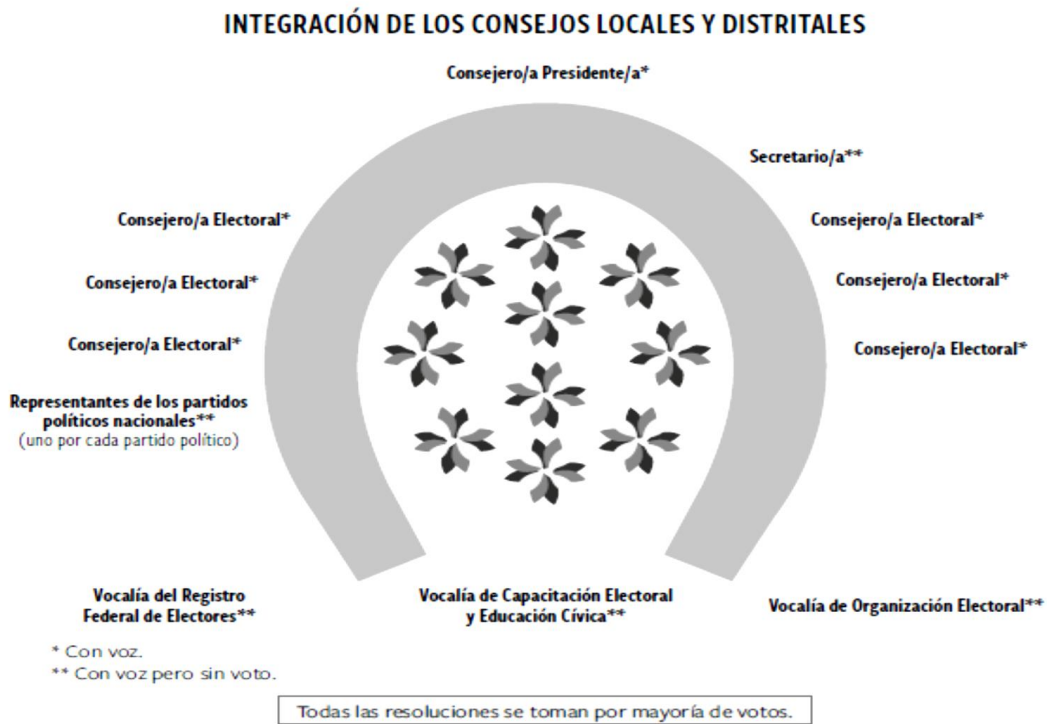 INTEGRACIÓN DE LOS CONSEJOS LOCALES Y DISTRITALES
Consejero/a Presidente/a*
Secretario/a**
Consejero/a Electoral*
Consejero/a Electoral*
Consejero/a Electoral*
Consejero/a Electoral*
Consejero/a Electoral*
Consejero/a Electoral*
Representantes de los partidos
políticos nacionales**
(uno por cada partido político)
Vocalía del Registro
Federal de Electores**
Vocalía de Capacitación Electoral
y Educación Cívica**
Vocalía de Organización Electoral**
* Con voz.
** Con voz pero sin voto.
Todas las resoluciones se toman por mayoría de votos.